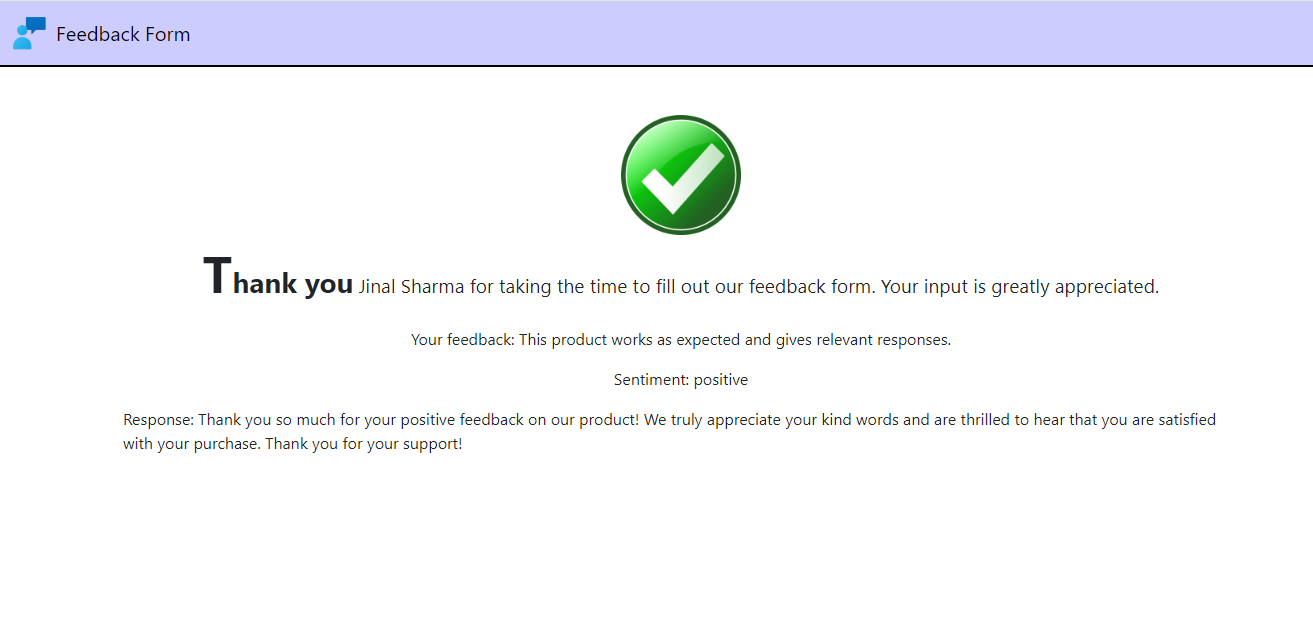 Feedback Form
Thank you Jinal Sharma for taking the time to fill out our feedback form. Your input is greatly appreciated.
Your feedback: This product works as expected and gives relevant responses.
Sentiment: positive
Response: Thank you so much for your positive feedback on our product! We truly appreciate your kind words and are thrilled to hear that you are satisfied
with your purchase. Thank you for your support!